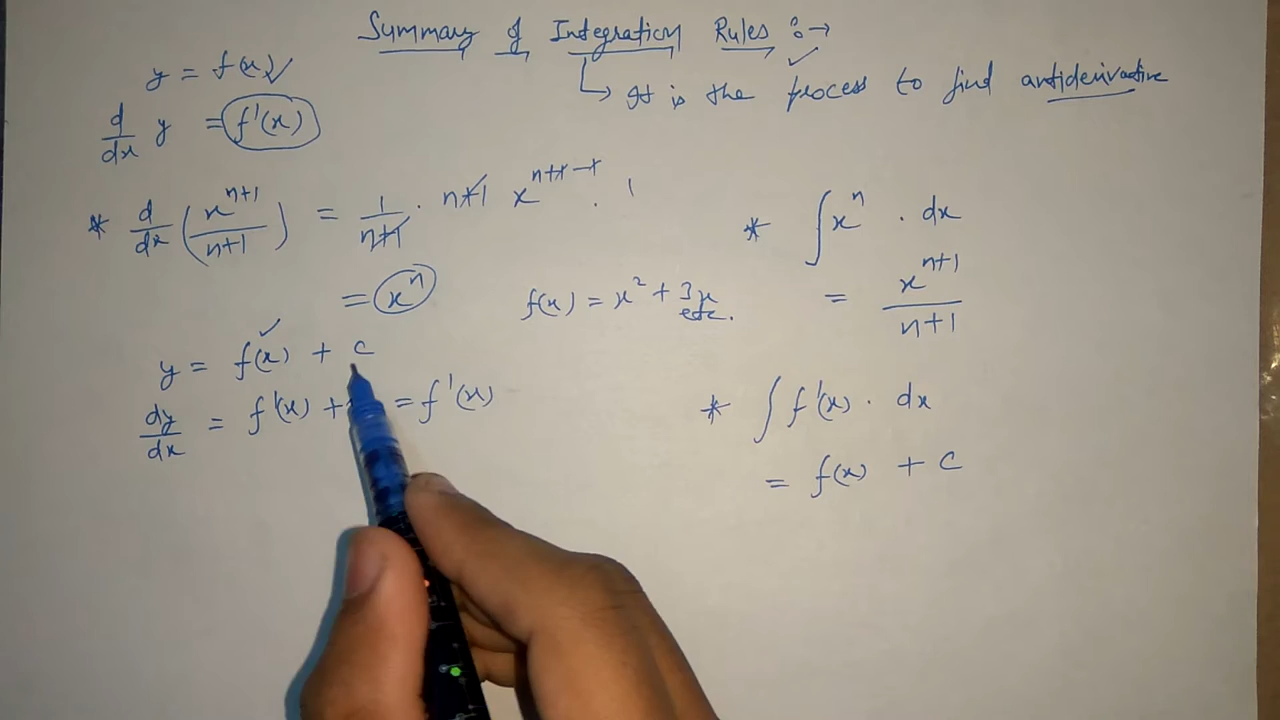 Summary of Integration Rules :→
↳ It is the process to find antiderivative
y = f(x) ✓
d/dx y = f'(x)
* d/dx (x^{n+1}/n+1) = 1/n+1 · n+1 x^{n+1-1} · 1
= x^n
f(x) = x² + 3x etc.
y = f(x) + c
dy/dx = f'(x) + = f'(x)
* ∫ x^n · dx
= x^{n+1}/n+1
* ∫ f'(x) · dx
= f(x) + c